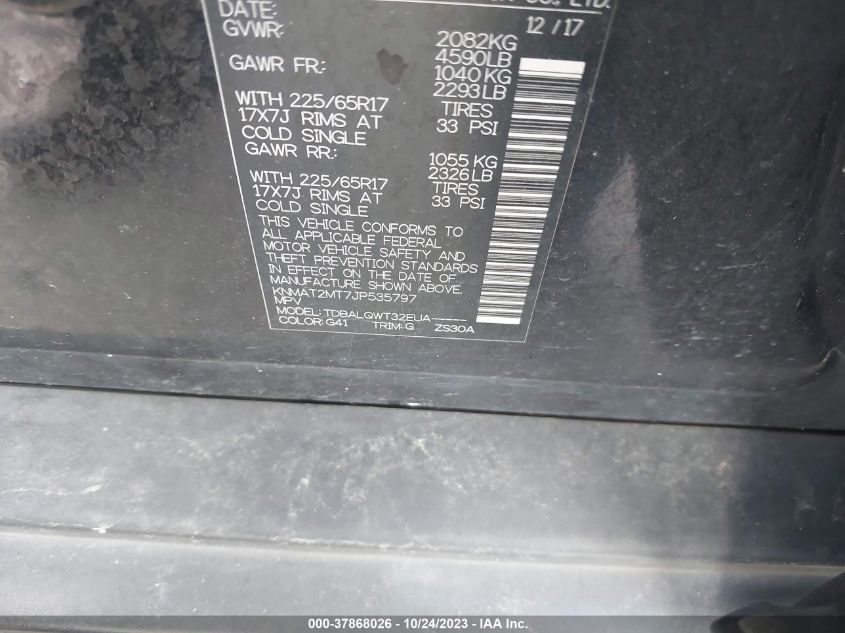 CO., LTD.
DATE: 12/17
GVWR: 2082KG
4590LB
GAWR FR: 1040KG
2293LB
WITH 225/65R17 TIRES
17X7J RIMS AT 33 PSI
COLD SINGLE
GAWR RR: 1055 KG
2326LB
WITH 225/65R17 TIRES
17X7J RIMS AT 33 PSI
COLD SINGLE
THIS VEHICLE CONFORMS TO
ALL APPLICABLE FEDERAL
MOTOR VEHICLE SAFETY AND
THEFT PREVENTION STANDARDS
IN EFFECT ON THE DATE OF
MANUFACTURE SHOWN ABOVE.
KNMAT2MT7JP535797
MPV
MODEL: TDBALQWT32EUA-----
COLOR: G41 TRIM: G ZS30A
000-37868026 - 10/24/2023 - IAA Inc.